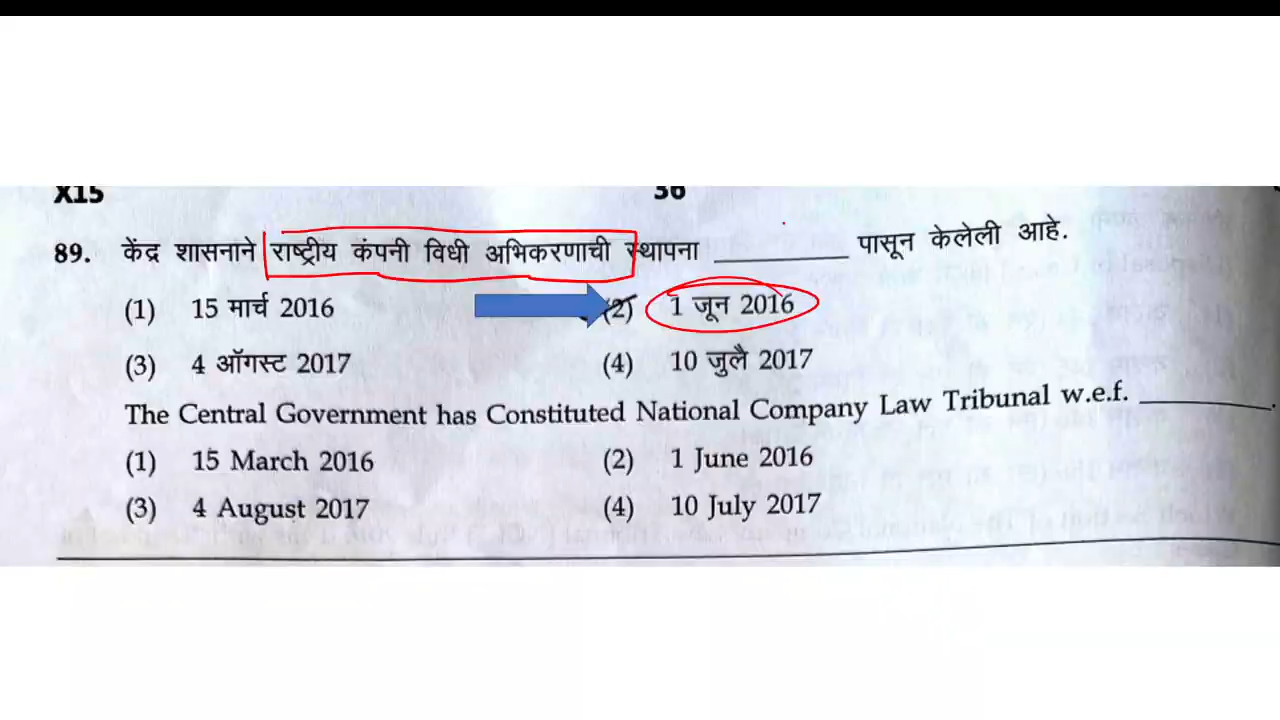 X15 36
89. केंद्र शासनाने राष्ट्रीय कंपनी विधी अभिकरणाची स्थापना ________ पासून केलेली आहे.
(1) 15 मार्च 2016 (2) 1 जून 2016
(3) 4 ऑगस्ट 2017 (4) 10 जुलै 2017
The Central Government has Constituted National Company Law Tribunal w.e.f. ________.
(1) 15 March 2016 (2) 1 June 2016
(3) 4 August 2017 (4) 10 July 2017